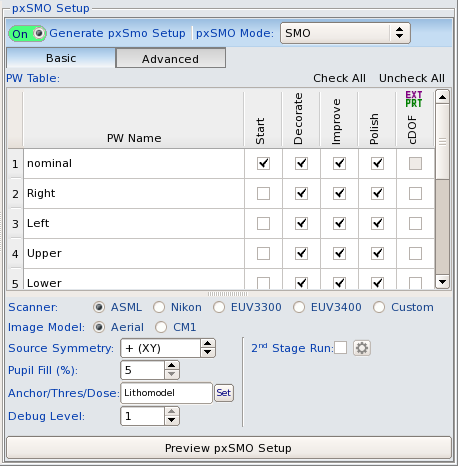 pxSMO Setup
On Generate pxSmo Setup pxSMO Mode: SMO
Basic Advanced
PW Table: Check All Uncheck All
PW Name Start Decorate Improve Polish EXT PRT cDOF
1 nominal
2 Right
3 Left
4 Upper
5 Lower
Scanner: ASML Nikon EUV3300 EUV3400 Custom
Image Model: Aerial CM1
Source Symmetry: + (XY) 2nd Stage Run:
Pupil Fill (%): 5
Anchor/Thres/Dose: Lithomodel Set
Debug Level: 1
Preview pxSMO Setup